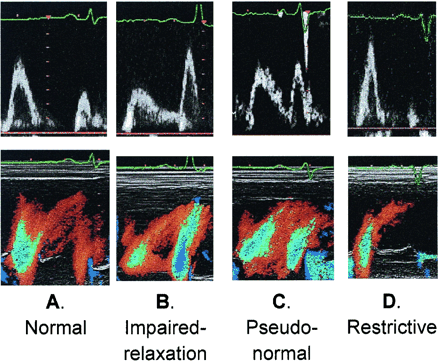 A. B. C. D.
Normal Impaired- Pseudo- Restrictive
relaxation normal